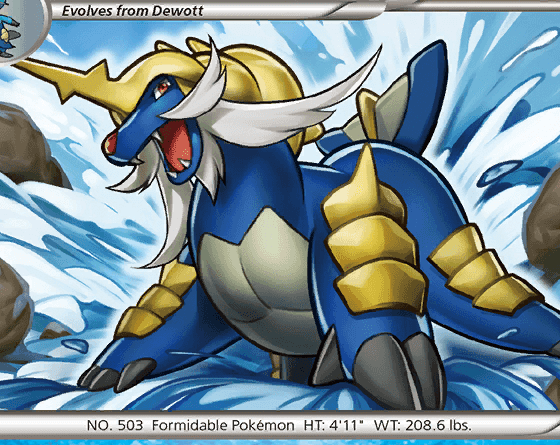 Evolves from Dewott
NO. 503 Formidable Pokémon HT: 4'11" WT: 208.6 lbs.